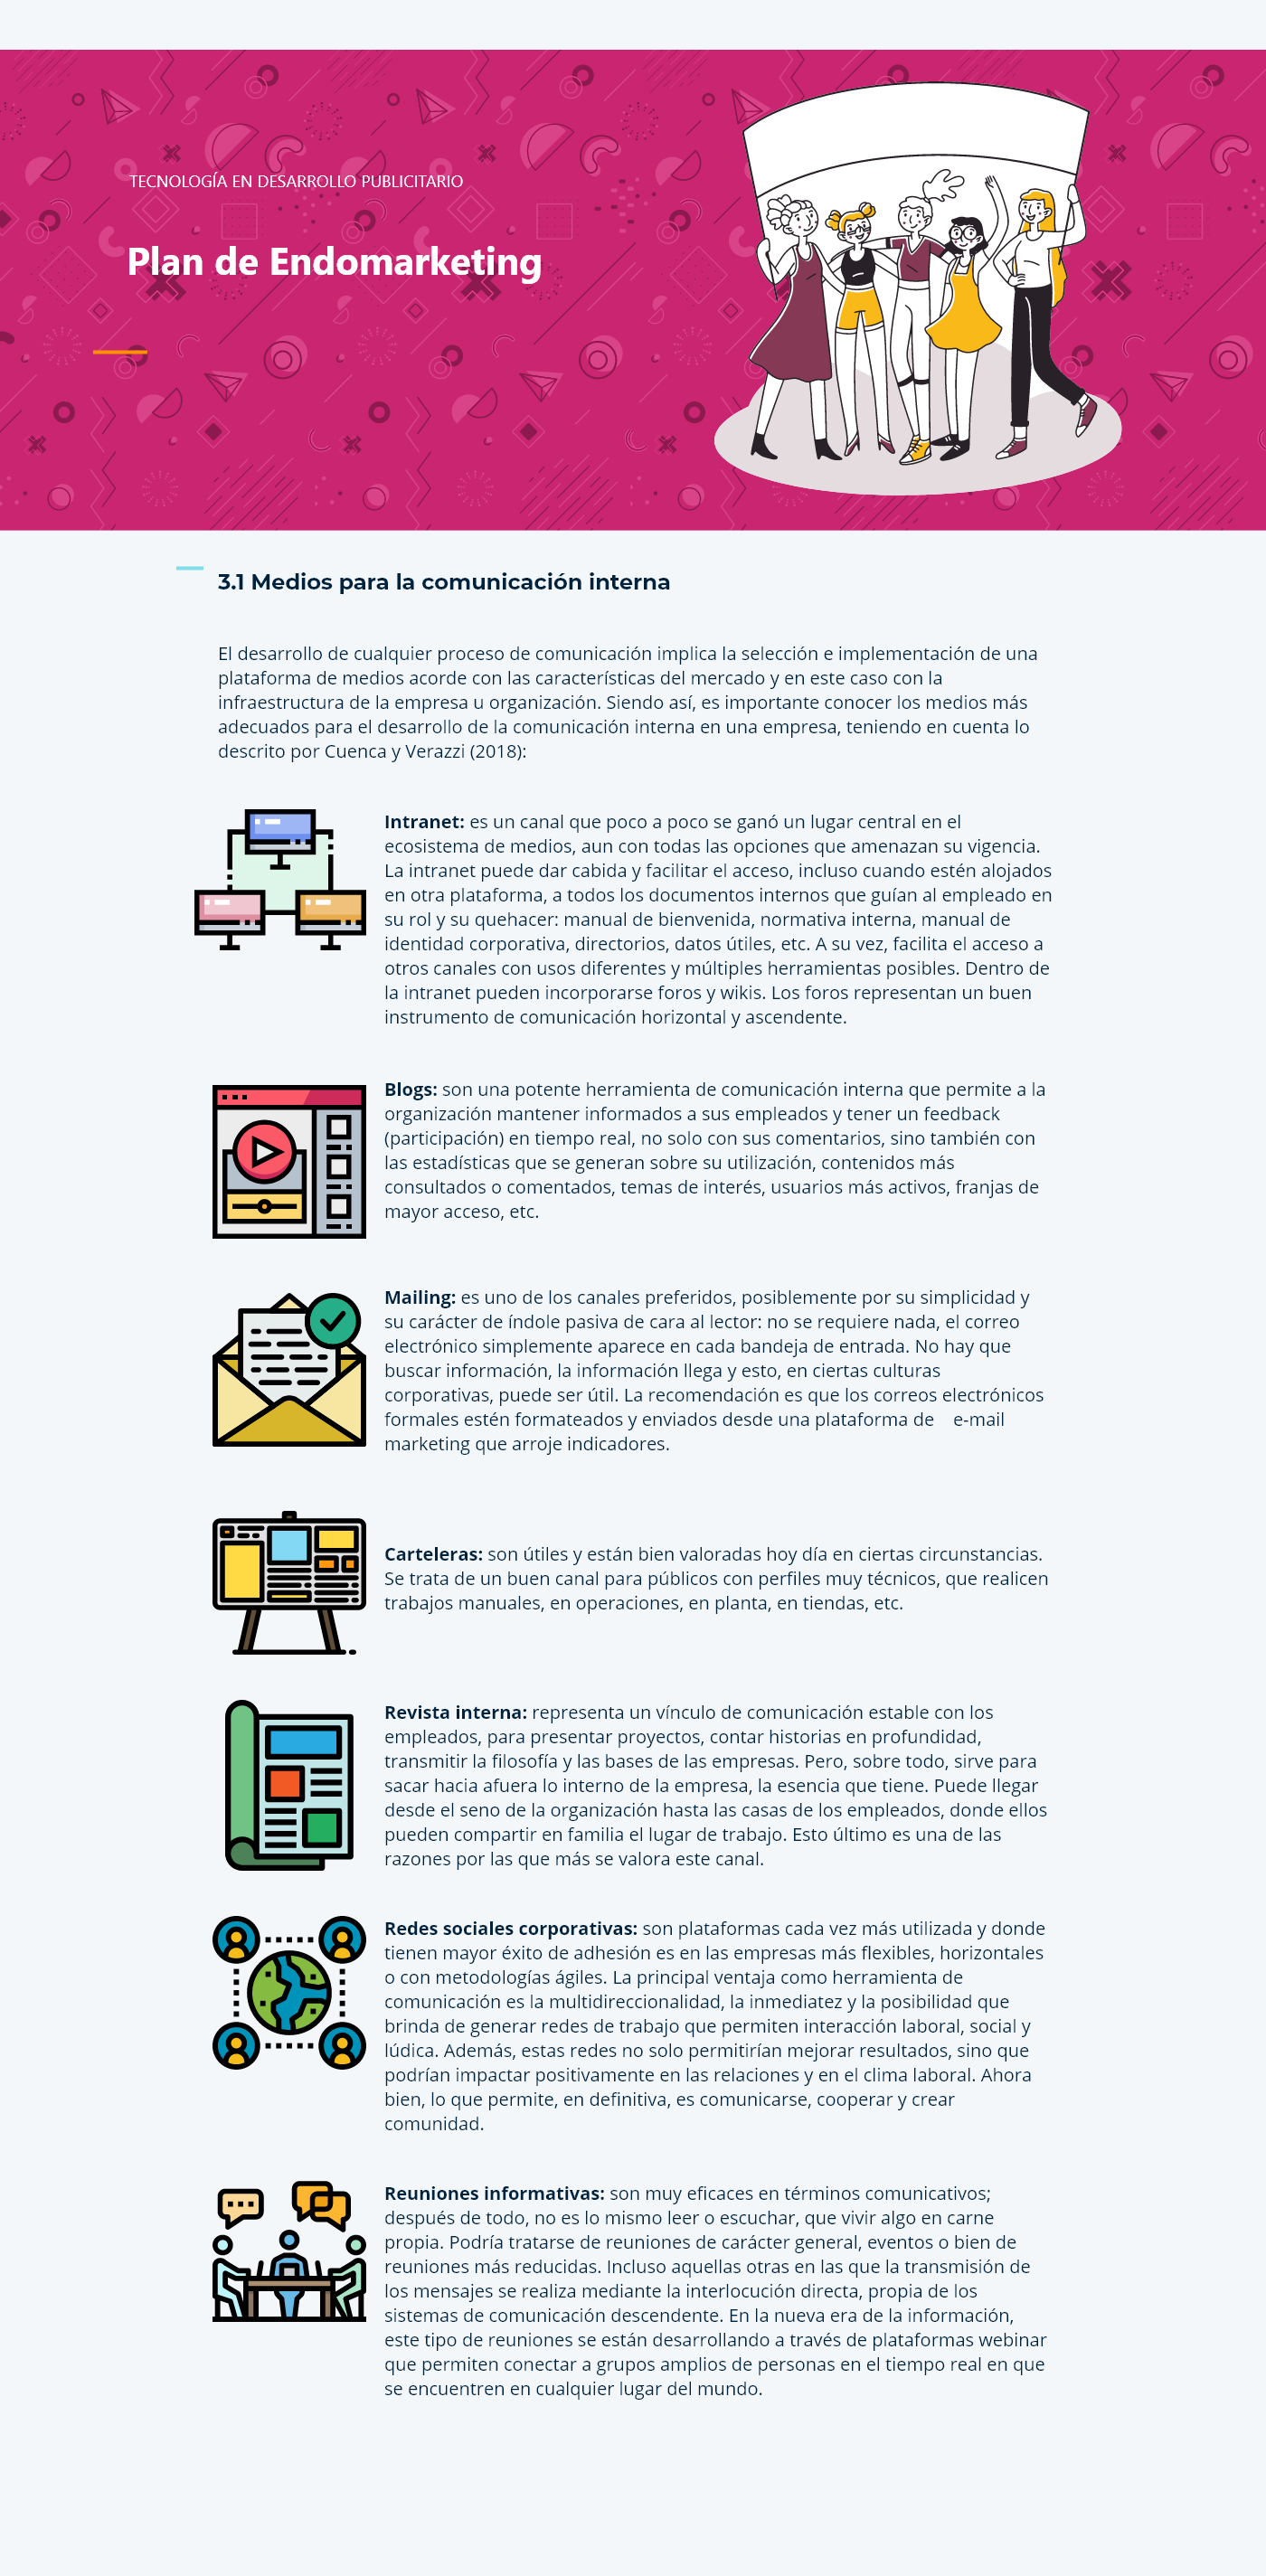 TECNOLOGÍA EN DESARROLLO PUBLICITARIO
Plan de Endomarketing
3.1 Medios para la comunicación interna
El desarrollo de cualquier proceso de comunicación implica la selección e implementación de una
plataforma de medios acorde con las características del mercado y en este caso con la
infraestructura de la empresa u organización. Siendo así, es importante conocer los medios más
adecuados para el desarrollo de la comunicación interna en una empresa, teniendo en cuenta lo
descrito por Cuenca y Verazzi (2018):
Intranet: es un canal que poco a poco se ganó un lugar central en el
ecosistema de medios, aun con todas las opciones que amenazan su vigencia.
La intranet puede dar cabida y facilitar el acceso, incluso cuando estén alojados
en otra plataforma, a todos los documentos internos que guían al empleado en
su rol y su quehacer: manual de bienvenida, normativa interna, manual de
identidad corporativa, directorios, datos útiles, etc. A su vez, facilita el acceso a
otros canales con usos diferentes y múltiples herramientas posibles. Dentro de
la intranet pueden incorporarse foros y wikis. Los foros representan un buen
instrumento de comunicación horizontal y ascendente.
Blogs: son una potente herramienta de comunicación interna que permite a la
organización mantener informados a sus empleados y tener un feedback
(participación) en tiempo real, no solo con sus comentarios, sino también con
las estadísticas que se generan sobre su utilización, contenidos más
consultados o comentados, temas de interés, usuarios más activos, franjas de
mayor acceso, etc.
Mailing: es uno de los canales preferidos, posiblemente por su simplicidad y
su carácter de índole pasiva de cara al lector: no se requiere nada, el correo
electrónico simplemente aparece en cada bandeja de entrada. No hay que
buscar información, la información llega y esto, en ciertas culturas
corporativas, puede ser útil. La recomendación es que los correos electrónicos
formales estén formateados y enviados desde una plataforma de e-mail
marketing que arroje indicadores.
Carteleras: son útiles y están bien valoradas hoy día en ciertas circunstancias.
Se trata de un buen canal para públicos con perfiles muy técnicos, que realicen
trabajos manuales, en operaciones, en planta, en tiendas, etc.
Revista interna: representa un vínculo de comunicación estable con los
empleados, para presentar proyectos, contar historias en profundidad,
transmitir la filosofía y las bases de las empresas. Pero, sobre todo, sirve para
sacar hacia afuera lo interno de la empresa, la esencia que tiene. Puede llegar
desde el seno de la organización hasta las casas de los empleados, donde ellos
pueden compartir en familia el lugar de trabajo. Esto último es una de las
razones por las que más se valora este canal.
Redes sociales corporativas: son plataformas cada vez más utilizada y donde
tienen mayor éxito de adhesión es en las empresas más flexibles, horizontales
o con metodologías ágiles. La principal ventaja como herramienta de
comunicación es la multidireccionalidad, la inmediatez y la posibilidad que
brinda de generar redes de trabajo que permiten interacción laboral, social y
lúdica. Además, estas redes no solo permitirían mejorar resultados, sino que
podrían impactar positivamente en las relaciones y en el clima laboral. Ahora
bien, lo que permite, en definitiva, es comunicarse, cooperar y crear
comunidad.
Reuniones informativas: son muy eficaces en términos comunicativos;
después de todo, no es lo mismo leer o escuchar, que vivir algo en carne
propia. Podría tratarse de reuniones de carácter general, eventos o bien de
reuniones más reducidas. Incluso aquellas otras en las que la transmisión de
los mensajes se realiza mediante la interlocución directa, propia de los
sistemas de comunicación descendente. En la nueva era de la información,
este tipo de reuniones se están desarrollando a través de plataformas webinar
que permiten conectar a grupos amplios de personas en el tiempo real en que
se encuentren en cualquier lugar del mundo.